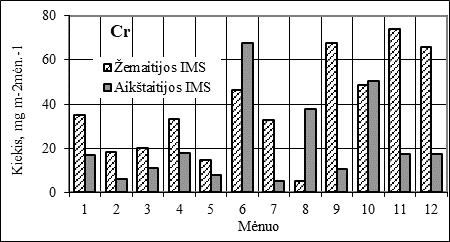 Cr
Žemaitijos IMS
Aikštaitijos IMS
Kiekis, mg m-2mėn.-1
80
60
40
20
0
1 2 3 4 5 6 7 8 9 10 11 12
Mėnuo